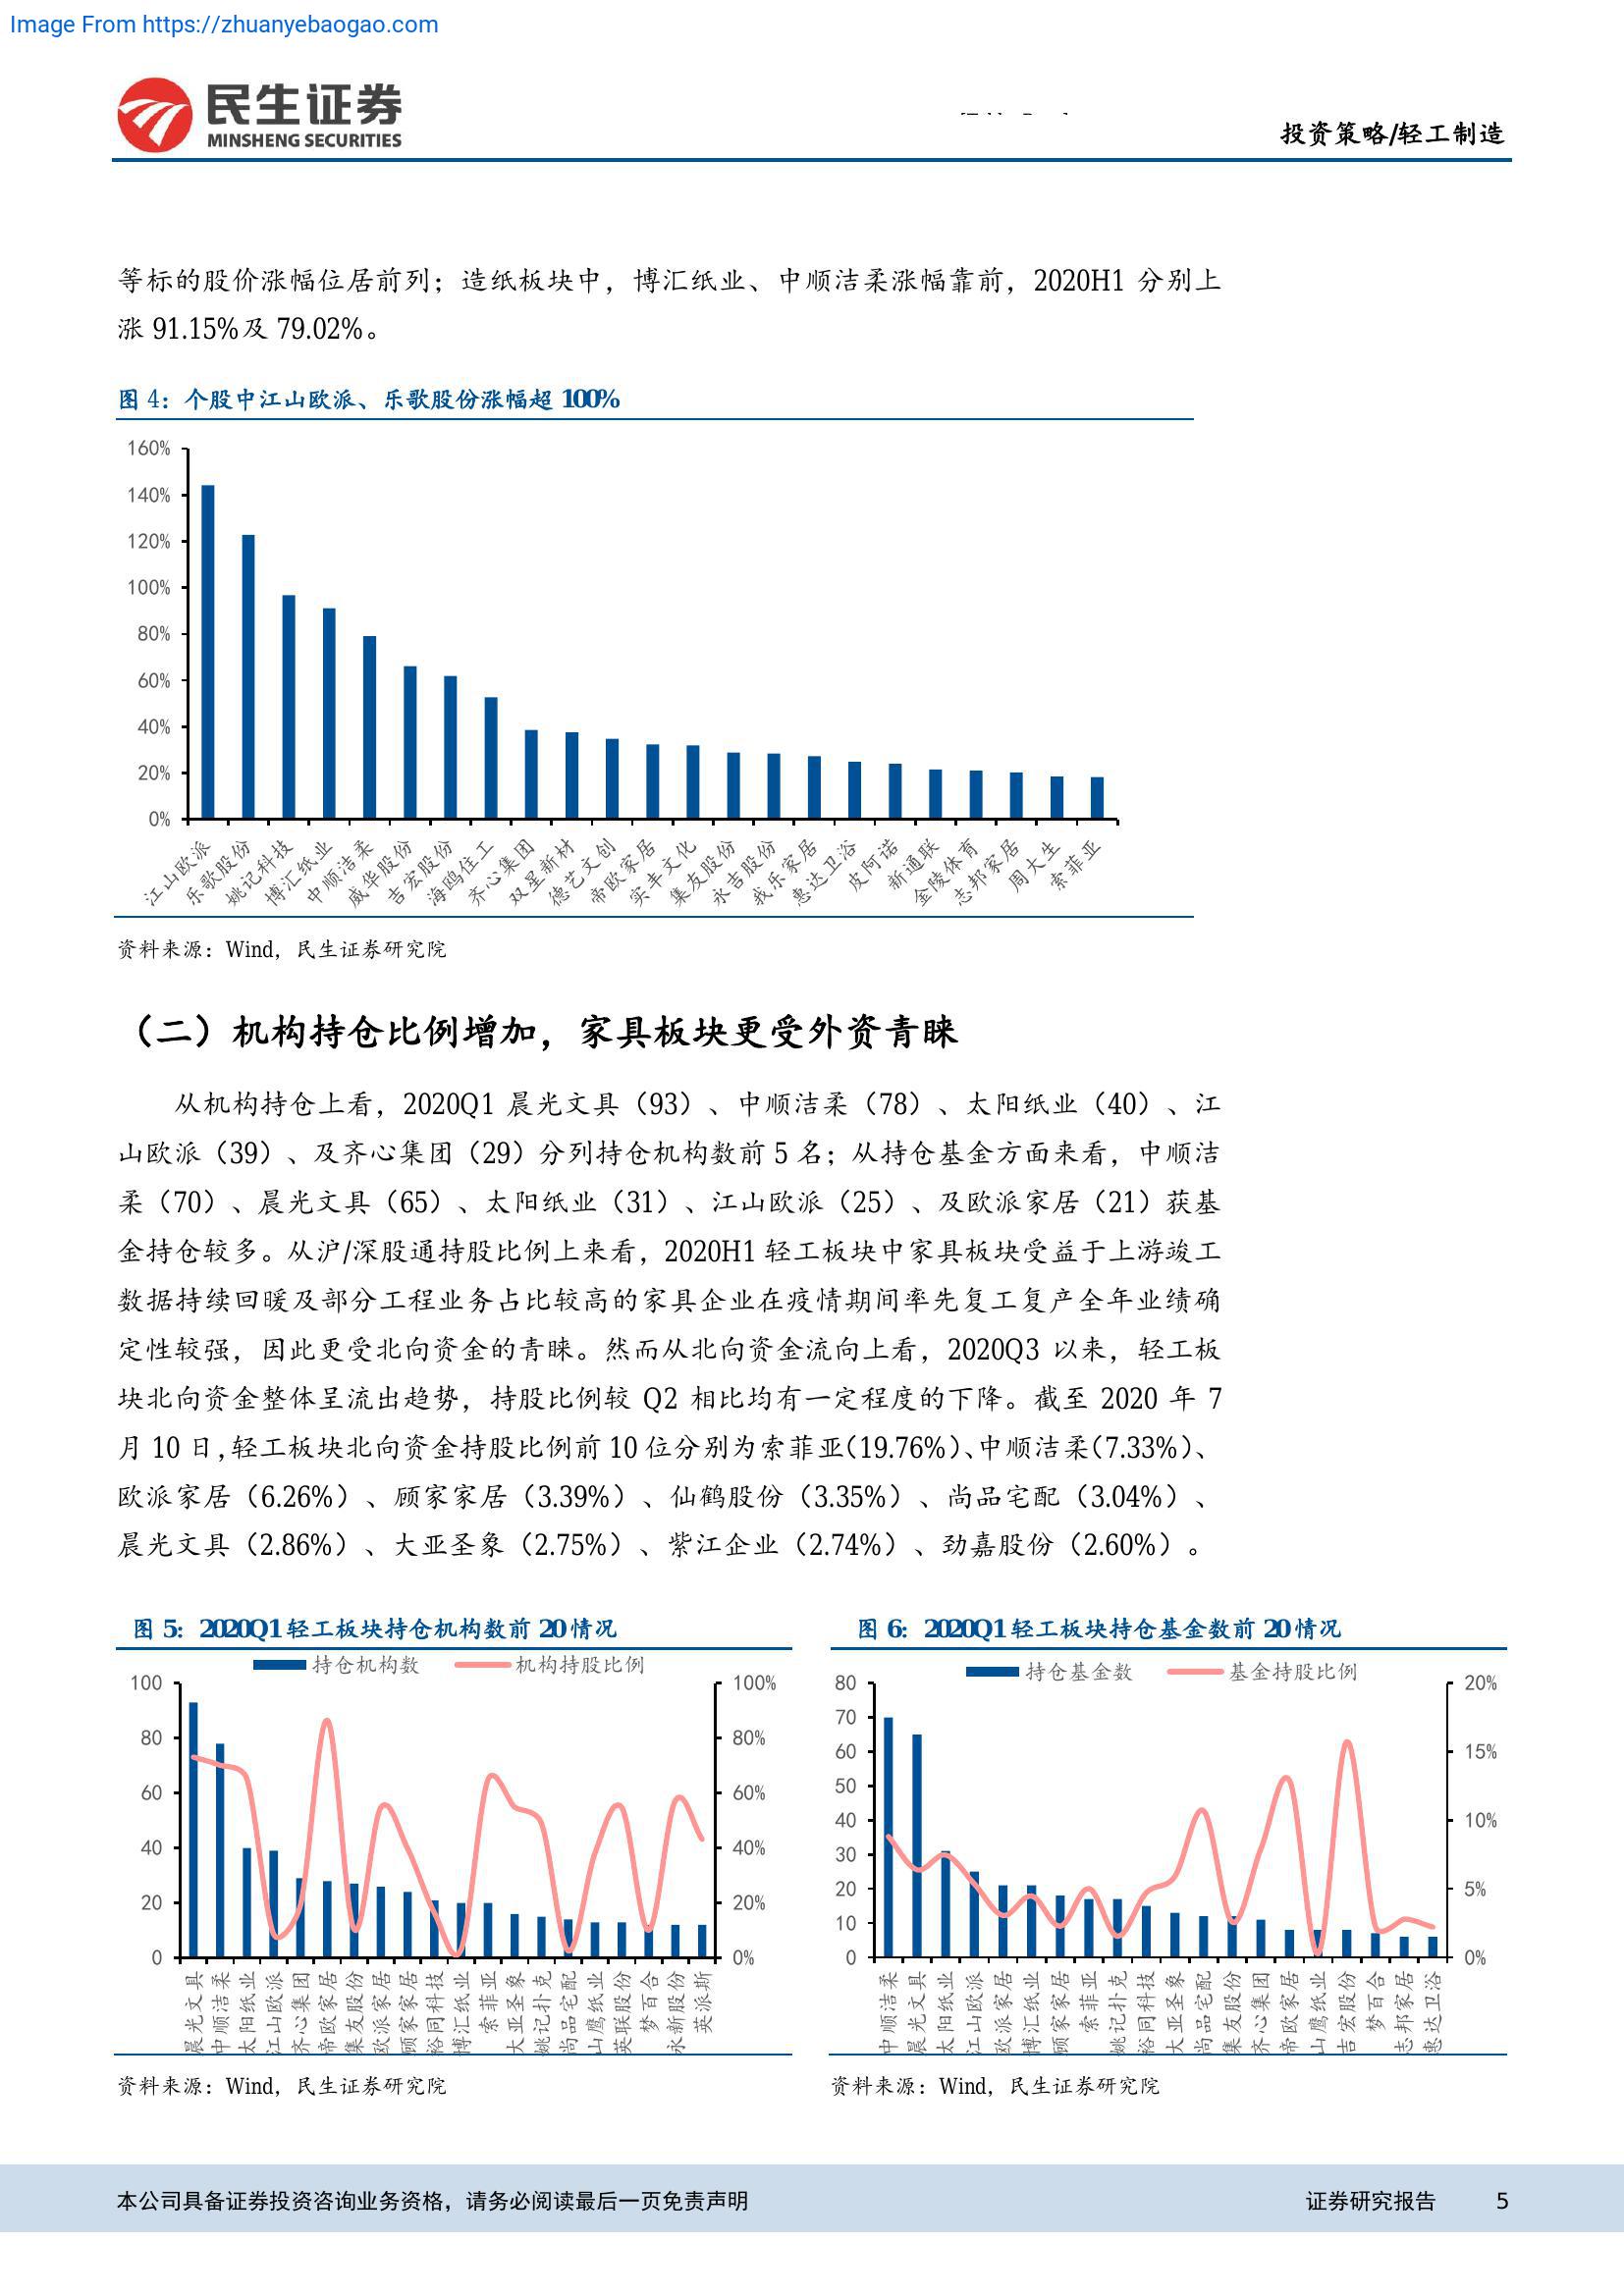 Image From https://zhuanyebaogao.com
民生证券
MINSHENG SECURITIES
投资策略/轻工制造
等标的股价涨幅位居前列；造纸板块中，博汇纸业、中顺洁柔涨幅靠前，2020H1 分别上
涨 91.15%及 79.02%。
图 4：个股中江山欧派、乐歌股份涨幅超 100%
160%
140%
120%
100%
80%
60%
40%
20%
0%
江山欧派 乐歌股份 姚记科技 博汇纸业 中顺洁柔 威华股份 吉宏股份 海鸥住工 齐心集团 双星新材 德艺文创 帝欧家居 实丰文化 集友股份 永吉股份 我乐家居 惠达卫浴 皮阿诺 新通联 金陵体育 志邦家居 周大生 索菲亚
资料来源：Wind，民生证券研究院
（二）机构持仓比例增加，家具板块更受外资青睐
从机构持仓上看，2020Q1 晨光文具（93）、中顺洁柔（78）、太阳纸业（40）、江
山欧派（39）、及齐心集团（29）分列持仓机构数前 5 名；从持仓基金方面来看，中顺洁
柔（70）、晨光文具（65）、太阳纸业（31）、江山欧派（25）、及欧派家居（21）获基
金持仓较多。从沪/深股通持股比例上来看，2020H1 轻工板块中家具板块受益于上游竣工
数据持续回暖及部分工程业务占比较高的家具企业在疫情期间率先复工复产全年业绩确
定性较强，因此更受北向资金的青睐。然而从北向资金流向上看，2020Q3 以来，轻工板
块北向资金整体呈流出趋势，持股比例较 Q2 相比均有一定程度的下降。截至 2020 年 7
月 10 日，轻工板块北向资金持股比例前 10 位分别为索菲亚（19.76%）、中顺洁柔（7.33%）、
欧派家居（6.26%）、顾家家居（3.39%）、仙鹤股份（3.35%）、尚品宅配（3.04%）、
晨光文具（2.86%）、大亚圣象（2.75%）、紫江企业（2.74%）、劲嘉股份（2.60%）。
图 5：2020Q1 轻工板块持仓机构数前 20 情况
持仓机构数 机构持股比例
100 100%
80 80%
60 60%
40 40%
20 20%
0 0%
晨光文具 中顺洁柔 太阳纸业 江山欧派 齐心集团 帝欧家居 集友股份 欧派家居 顾家家居 裕同科技 博汇纸业 索菲亚 大亚圣象 姚记扑克 尚品宅配 山鹰纸业 英联股份 梦百合 永新股份 英派斯
资料来源：Wind，民生证券研究院
图 6：2020Q1 轻工板块持仓基金数前 20 情况
持仓基金数 基金持股比例
80 20%
70
60 15%
50
40 10%
30
20 5%
10
0 0%
中顺洁柔 晨光文具 太阳纸业 江山欧派 欧派家居 博汇纸业 顾家家居 索菲亚 姚记扑克 裕同科技 大亚圣象 尚品宅配 集友股份 齐心集团 帝欧家居 山鹰纸业 吉宏股份 梦百合 志邦家居 惠达卫浴
资料来源：Wind，民生证券研究院
本公司具备证券投资咨询业务资格，请务必阅读最后一页免责声明
证券研究报告 5